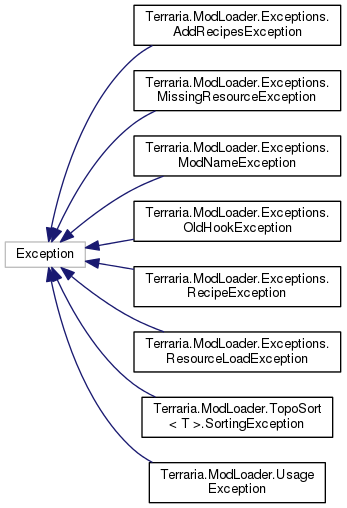 Terraria.ModLoader.Exceptions.
AddRecipesException
Terraria.ModLoader.Exceptions.
MissingResourceException
Terraria.ModLoader.Exceptions.
ModNameException
Terraria.ModLoader.Exceptions.
OldHookException
Exception
Terraria.ModLoader.Exceptions.
RecipeException
Terraria.ModLoader.Exceptions.
ResourceLoadException
Terraria.ModLoader.TopoSort
< T >.SortingException
Terraria.ModLoader.Usage
Exception